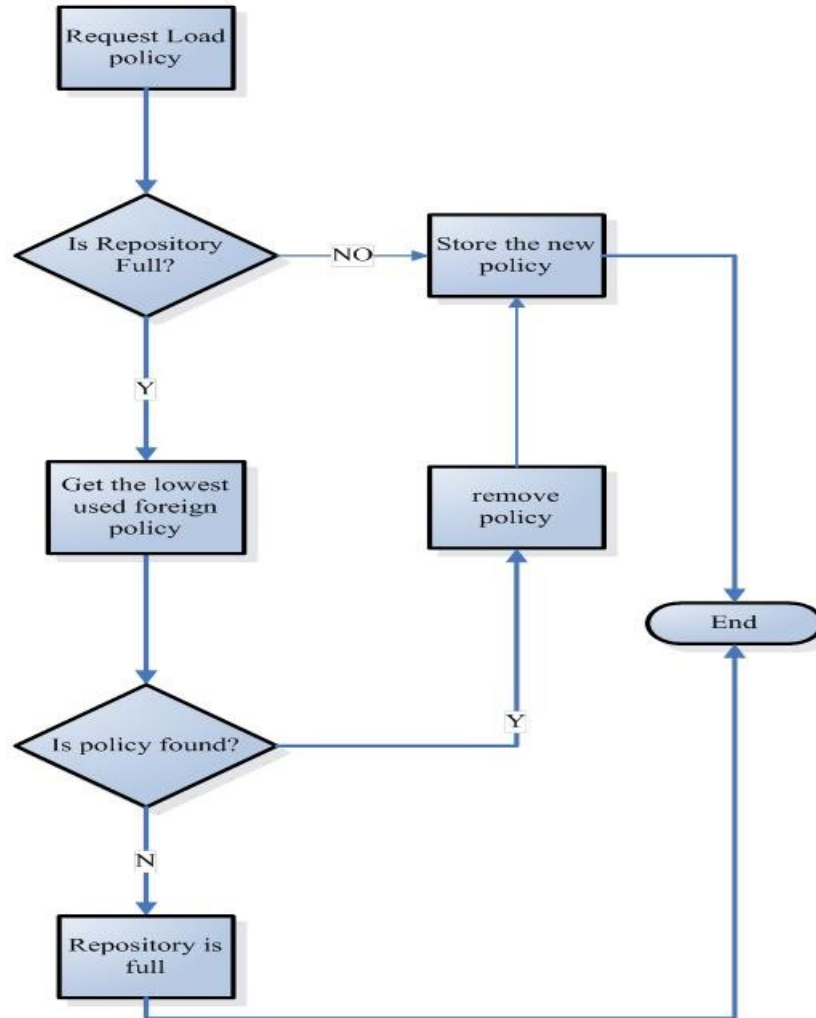 Request Load
policy
Is Repository
Full?
NO
Store the new
policy
Y
Get the lowest
used foreign
policy
remove
policy
End
Is policy found?
Y
N
Repository is
full